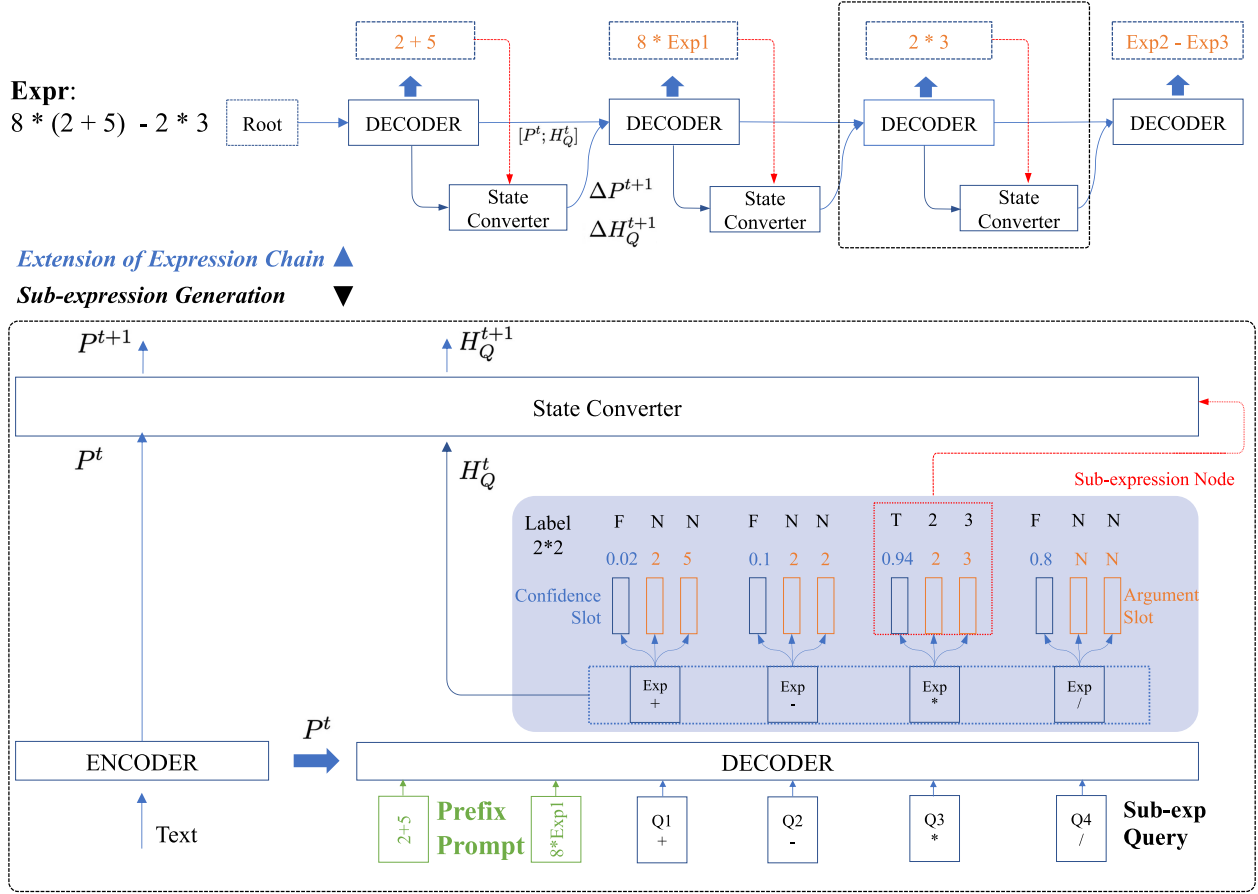 2 + 5
8 * Exp1
2 * 3
Exp2 - Exp3
Expr:
8 * (2 + 5) - 2 * 3
Root
DECODER
DECODER
DECODER
DECODER
[P^t; H_Q^t]
State Converter
ΔP^{t+1}
ΔH_Q^{t+1}
State Converter
State Converter
Extension of Expression Chain
Sub-expression Generation
P^{t+1}
H_Q^{t+1}
State Converter
P^t
H_Q^t
Sub-expression Node
Label
2*2
F N N
F N N
T 2 3
F N N
0.02 2 5
0.1 2 2
0.94 2 3
0.8 N N
Confidence
Slot
Argument
Slot
Exp
+
Exp
-
Exp
*
Exp
/
P^t
ENCODER
DECODER
Text
2+5
Prefix
Prompt
8*Exp1
Q1
+
Q2
-
Q3
*
Q4
/
Sub-exp
Query